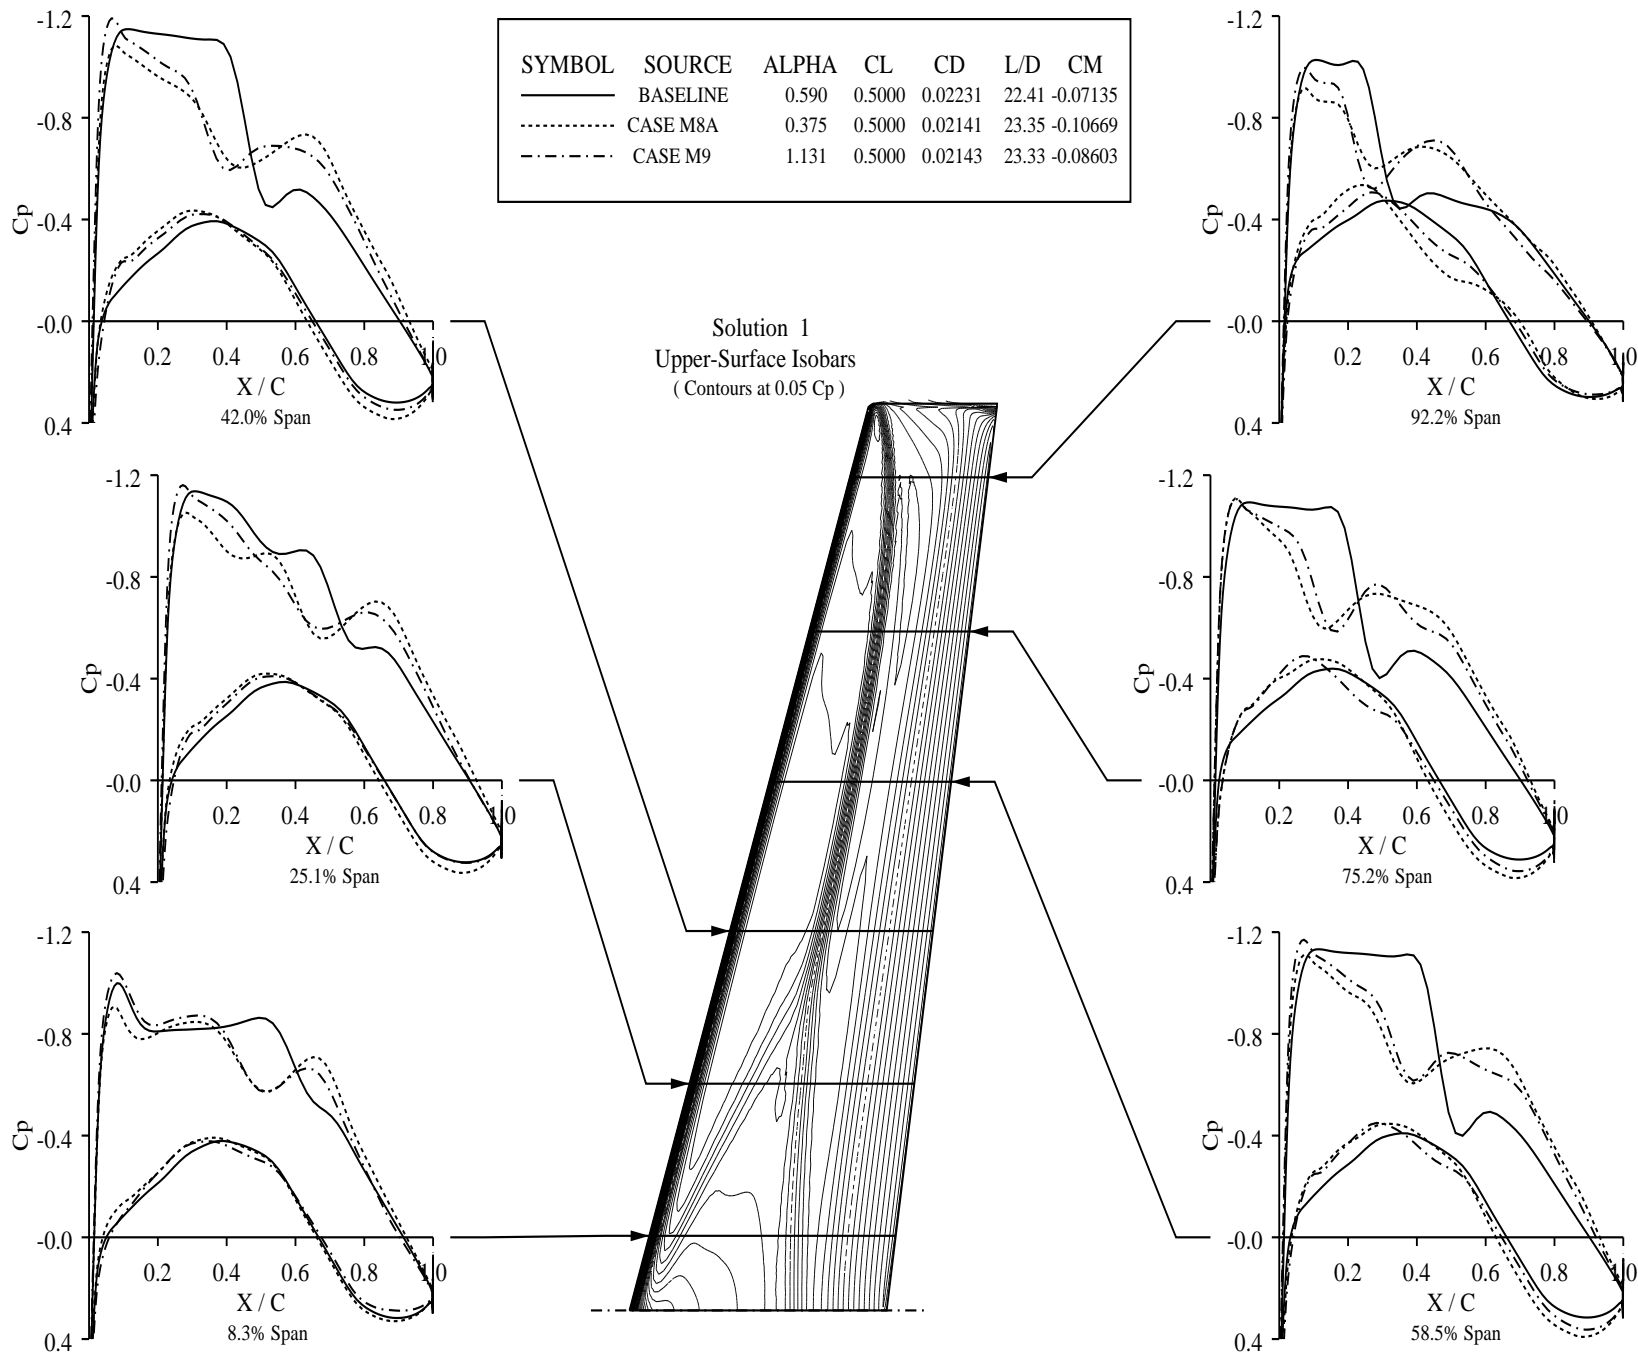 SYMBOL SOURCE ALPHA CL CD L/D CM
BASELINE 0.590 0.5000 0.02231 22.41 -0.07135
CASE M8A 0.375 0.5000 0.02141 23.35 -0.10669
CASE M9 1.131 0.5000 0.02143 23.33 -0.08603
Solution 1
Upper-Surface Isobars
( Contours at 0.05 Cp )
-1.2
-0.8
-0.4
-0.0
0.4
Cp
0.2 0.4 0.6 0.8 1.0
X / C
42.0% Span
-1.2
-0.8
-0.4
-0.0
0.4
Cp
0.2 0.4 0.6 0.8 1.0
X / C
25.1% Span
-1.2
-0.8
-0.4
-0.0
0.4
Cp
0.2 0.4 0.6 0.8 1.0
X / C
8.3% Span
-1.2
-0.8
-0.4
-0.0
0.4
Cp
0.2 0.4 0.6 0.8 1.0
X / C
92.2% Span
-1.2
-0.8
-0.4
-0.0
0.4
Cp
0.2 0.4 0.6 0.8 1.0
X / C
75.2% Span
-1.2
-0.8
-0.4
-0.0
0.4
Cp
0.2 0.4 0.6 0.8 1.0
X / C
58.5% Span